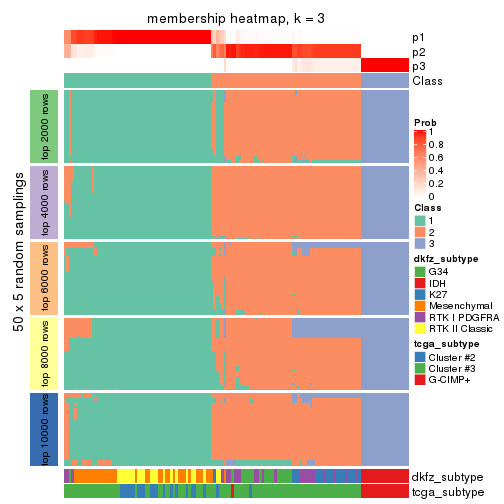 membership heatmap, k = 3
p1
p2
p3
Class
50 x 5 random samplings
top 2000 rows
top 4000 rows
top 6000 rows
top 8000 rows
top 10000 rows
dkfz_subtype
tcga_subtype
Prob
1
0.8
0.6
0.4
0.2
0
Class
1
2
3
dkfz_subtype
G34
IDH
K27
Mesenchymal
RTK I PDGFRA
RTK II Classic
tcga_subtype
Cluster #2
Cluster #3
G-CIMP+